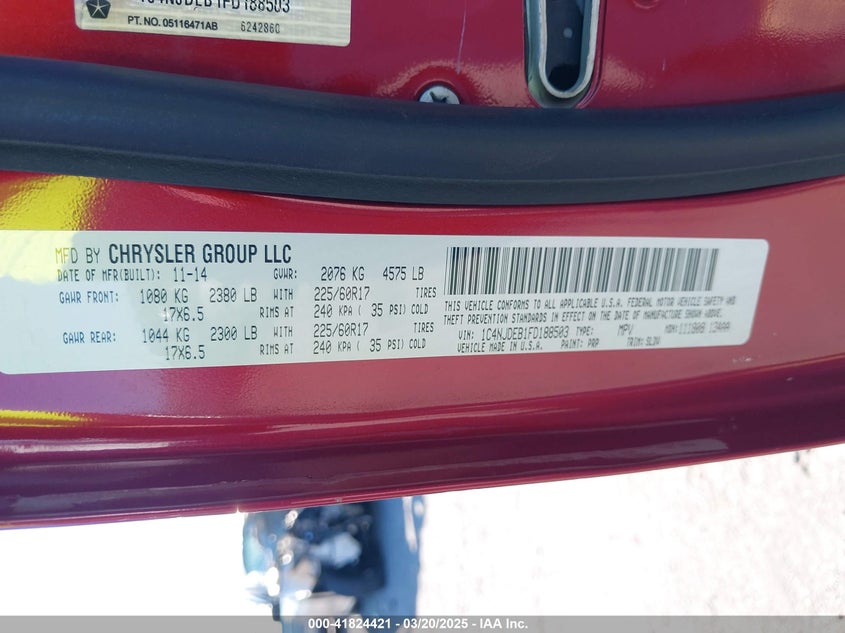 1C4NJDEB1FD188503
PT. NO. 05116471AB 6242860
MFD BY CHRYSLER GROUP LLC
DATE OF MFR(BUILT): 11-14 GVWR: 2076 KG 4575 LB
GAWR FRONT: 1080 KG 2380 LB WITH 225/60R17 TIRES
17X6.5 RIMS AT 240 KPA ( 35 PSI) COLD
GAWR REAR: 1044 KG 2300 LB WITH 225/60R17 TIRES
17X6.5 RIMS AT 240 KPA ( 35 PSI) COLD
THIS VEHICLE CONFORMS TO ALL APPLICABLE U.S.A. FEDERAL MOTOR VEHICLE SAFETY AND
THEFT PREVENTION STANDARDS IN EFFECT ON THE DATE OF MANUFACTURE SHOWN ABOVE.
VIN: 1C4NJDEB1FD188503 TYPE: MPV MDH: 111808 13AAA
VEHICLE MADE IN U.S.A. PAINT: PRP TRIM: SLDV
000-41824421 - 03/20/2025 - IAA Inc.